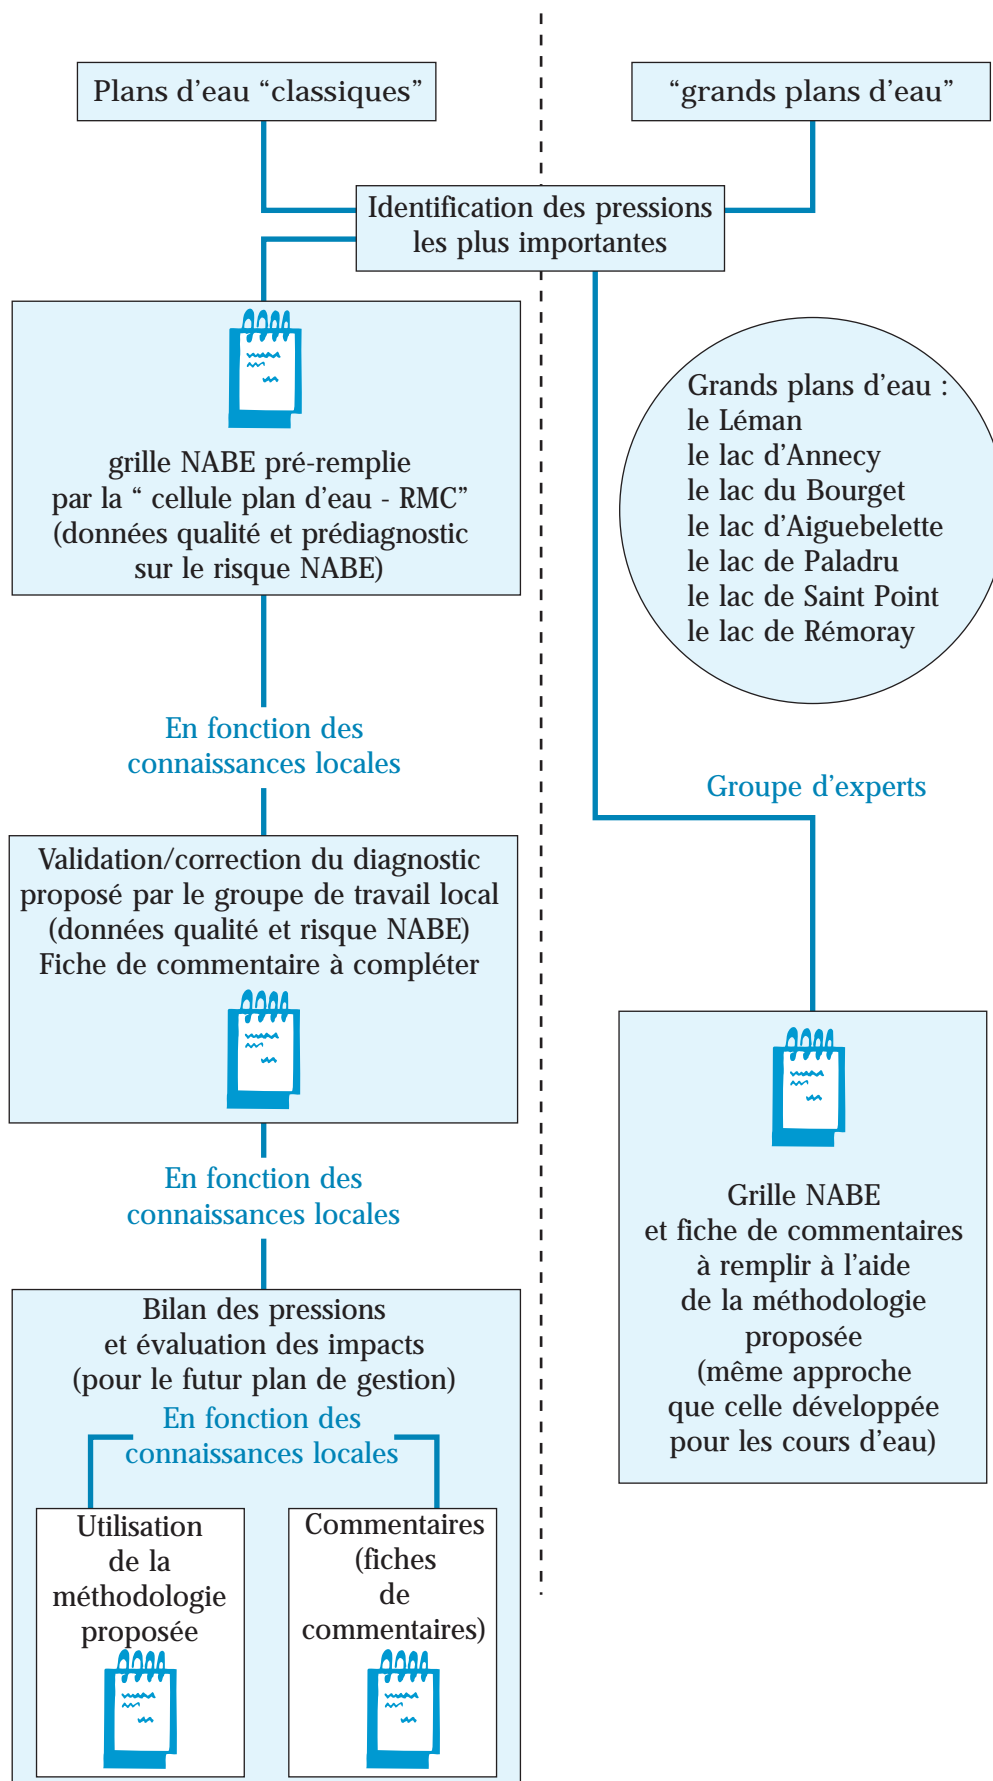 Plans d'eau “classiques”
“grands plans d'eau”
Identification des pressions
les plus importantes
grille NABE pré-remplie
par la “ cellule plan d'eau - RMC”
(données qualité et prédiagnostic
sur le risque NABE)
Grands plans d'eau :
le Léman
le lac d'Annecy
le lac du Bourget
le lac d'Aiguebelette
le lac de Paladru
le lac de Saint Point
le lac de Rémoray
En fonction des
connaissances locales
Groupe d'experts
Validation/correction du diagnostic
proposé par le groupe de travail local
(données qualité et risque NABE)
Fiche de commentaire à compléter
En fonction des
connaissances locales
Grille NABE
et fiche de commentaires
à remplir à l'aide
de la méthodologie
proposée
(même approche
que celle développée
pour les cours d'eau)
Bilan des pressions
et évaluation des impacts
(pour le futur plan de gestion)
En fonction des
connaissances locales
Utilisation
de la
méthodologie
proposée
Commentaires
(fiches
de
commentaires)